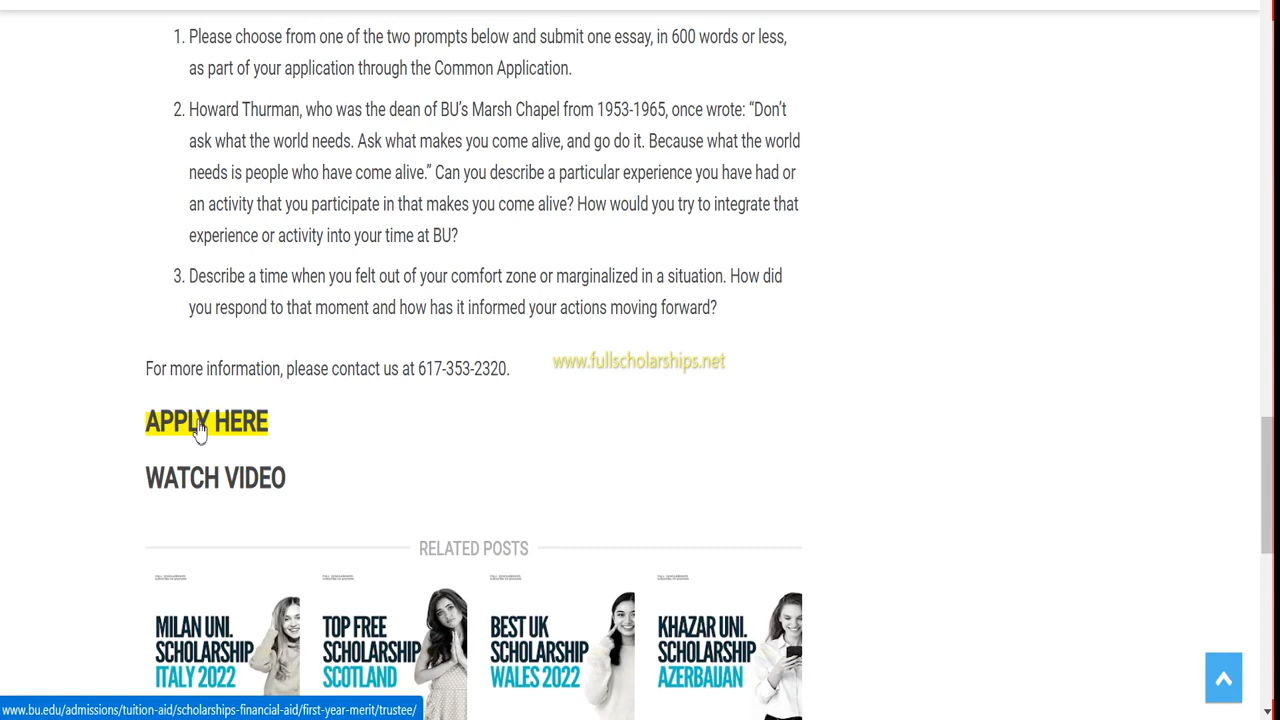 1. Please choose from one of the two prompts below and submit one essay, in 600 words or less,
as part of your application through the Common Application.
2. Howard Thurman, who was the dean of BU’s Marsh Chapel from 1953-1965, once wrote: “Don’t
ask what the world needs. Ask what makes you come alive, and go do it. Because what the world
needs is people who have come alive.” Can you describe a particular experience you have had or
an activity that you participate in that makes you come alive? How would you try to integrate that
experience or activity into your time at BU?
3. Describe a time when you felt out of your comfort zone or marginalized in a situation. How did
you respond to that moment and how has it informed your actions moving forward?
For more information, please contact us at 617-353-2320.
www.fullscholarships.net
APPLY HERE
WATCH VIDEO
RELATED POSTS
MILAN UNI.
SCHOLARSHIP
ITALY 2022
TOP FREE
SCHOLARSHIP
SCOTLAND
BEST UK
SCHOLARSHIP
WALES 2022
KHAZAR UNI.
SCHOLARSHIP
AZERBAIJAN
www.bu.edu/admissions/tuition-aid/scholarships-financial-aid/first-year-merit/trustee/